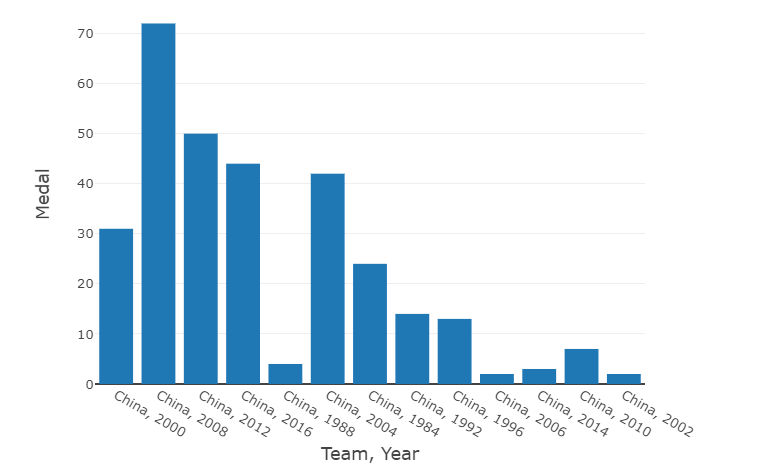 70
60
50
40
30
20
10
0
Medal
China, 2000
China, 2008
China, 2012
China, 2016
China, 1988
China, 2004
China, 1984
China, 1992
China, 1996
China, 2006
China, 2014
China, 2010
China, 2002
Team, Year